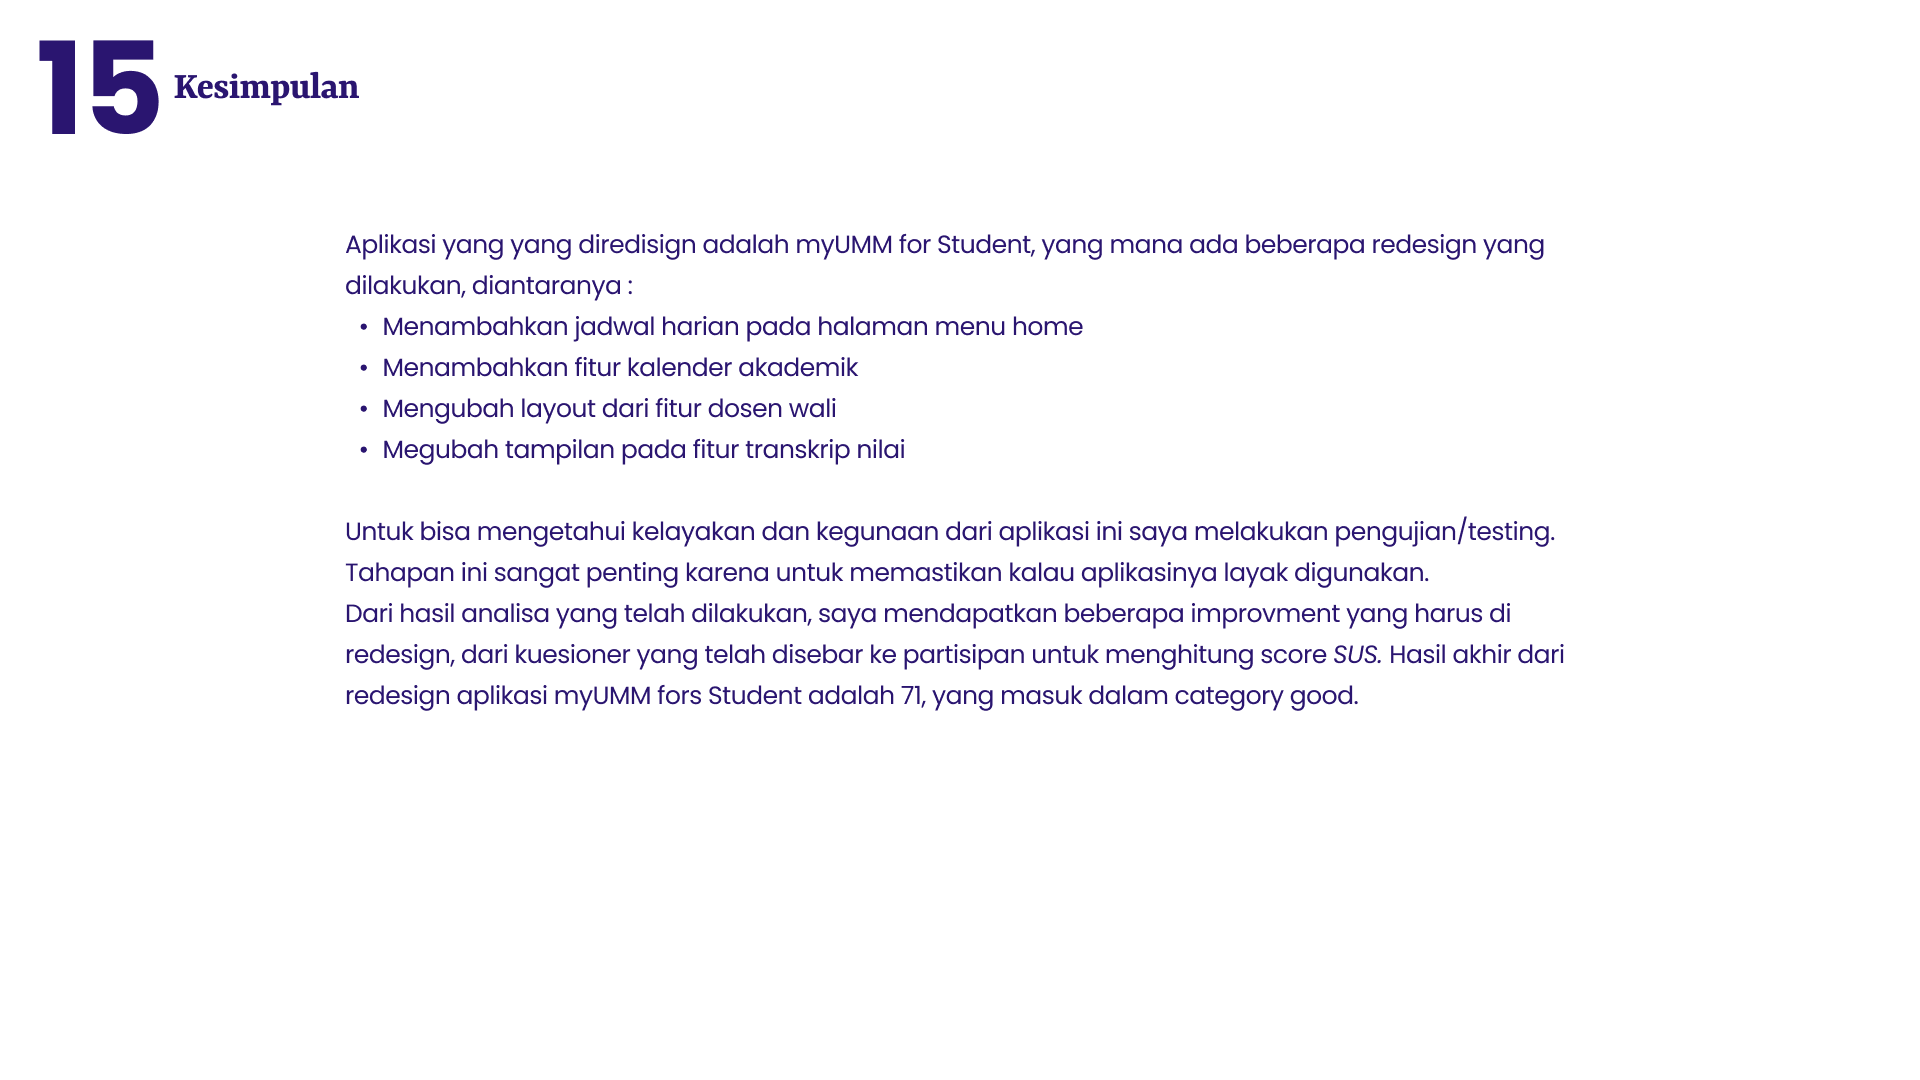 15 Kesimpulan
Aplikasi yang yang diredisign adalah myUMM for Student, yang mana ada beberapa redesign yang
dilakukan, diantaranya :
• Menambahkan jadwal harian pada halaman menu home
• Menambahkan fitur kalender akademik
• Mengubah layout dari fitur dosen wali
• Megubah tampilan pada fitur transkrip nilai
Untuk bisa mengetahui kelayakan dan kegunaan dari aplikasi ini saya melakukan pengujian/testing.
Tahapan ini sangat penting karena untuk memastikan kalau aplikasinya layak digunakan.
Dari hasil analisa yang telah dilakukan, saya mendapatkan beberapa improvment yang harus di
redesign, dari kuesioner yang telah disebar ke partisipan untuk menghitung score SUS. Hasil akhir dari
redesign aplikasi myUMM fors Student adalah 71, yang masuk dalam category good.